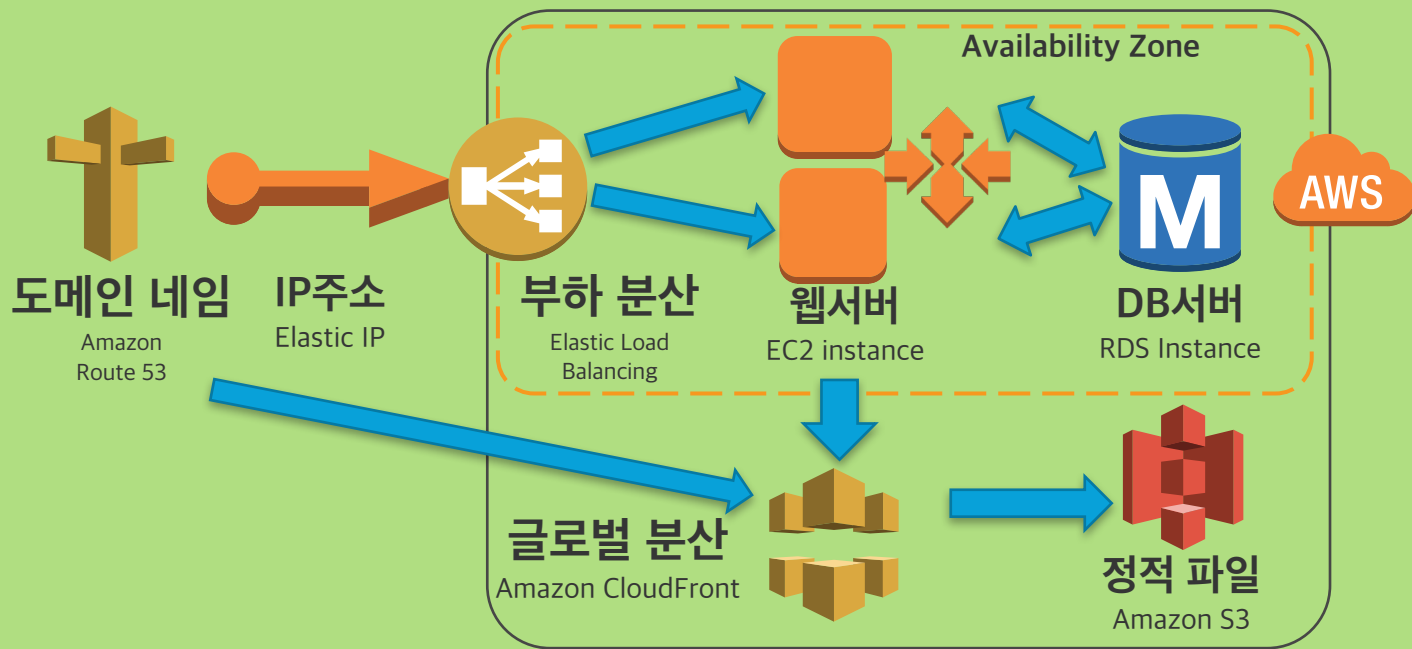 Availability Zone
AWS
M
도메인 네임
Amazon
Route 53
IP주소
Elastic IP
부하 분산
Elastic Load
Balancing
웹서버
EC2 instance
DB서버
RDS Instance
글로벌 분산
Amazon CloudFront
정적 파일
Amazon S3